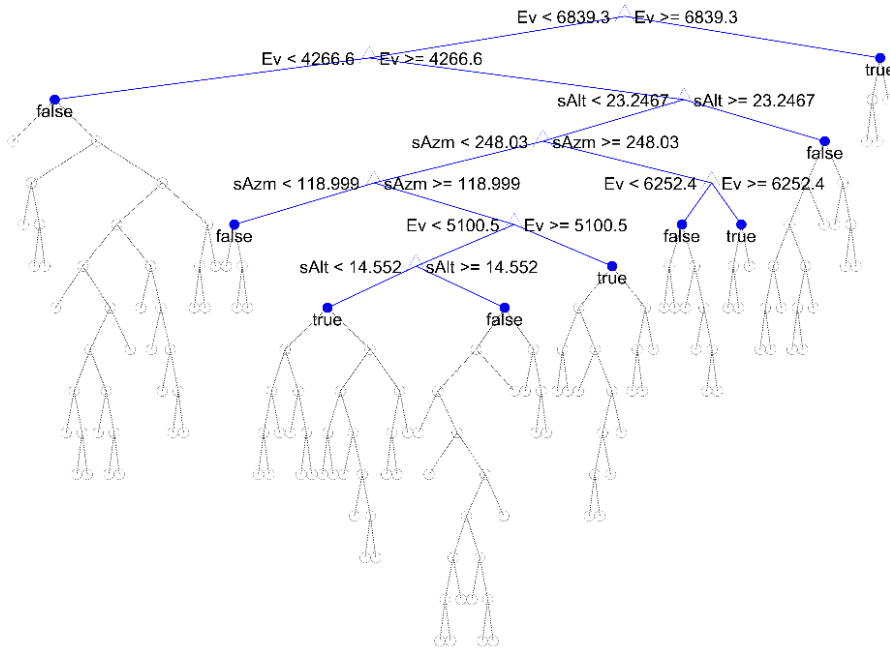 Ev < 6839.3 Ev >= 6839.3
Ev < 4266.6 Ev >= 4266.6
true
false
sAlt < 23.2467 sAlt >= 23.2467
sAzm < 248.03 sAzm >= 248.03
false
sAzm < 118.999 sAzm >= 118.999
Ev < 6252.4 Ev >= 6252.4
false
Ev < 5100.5 Ev >= 5100.5
false
true
sAlt < 14.552 sAlt >= 14.552
true
true
false